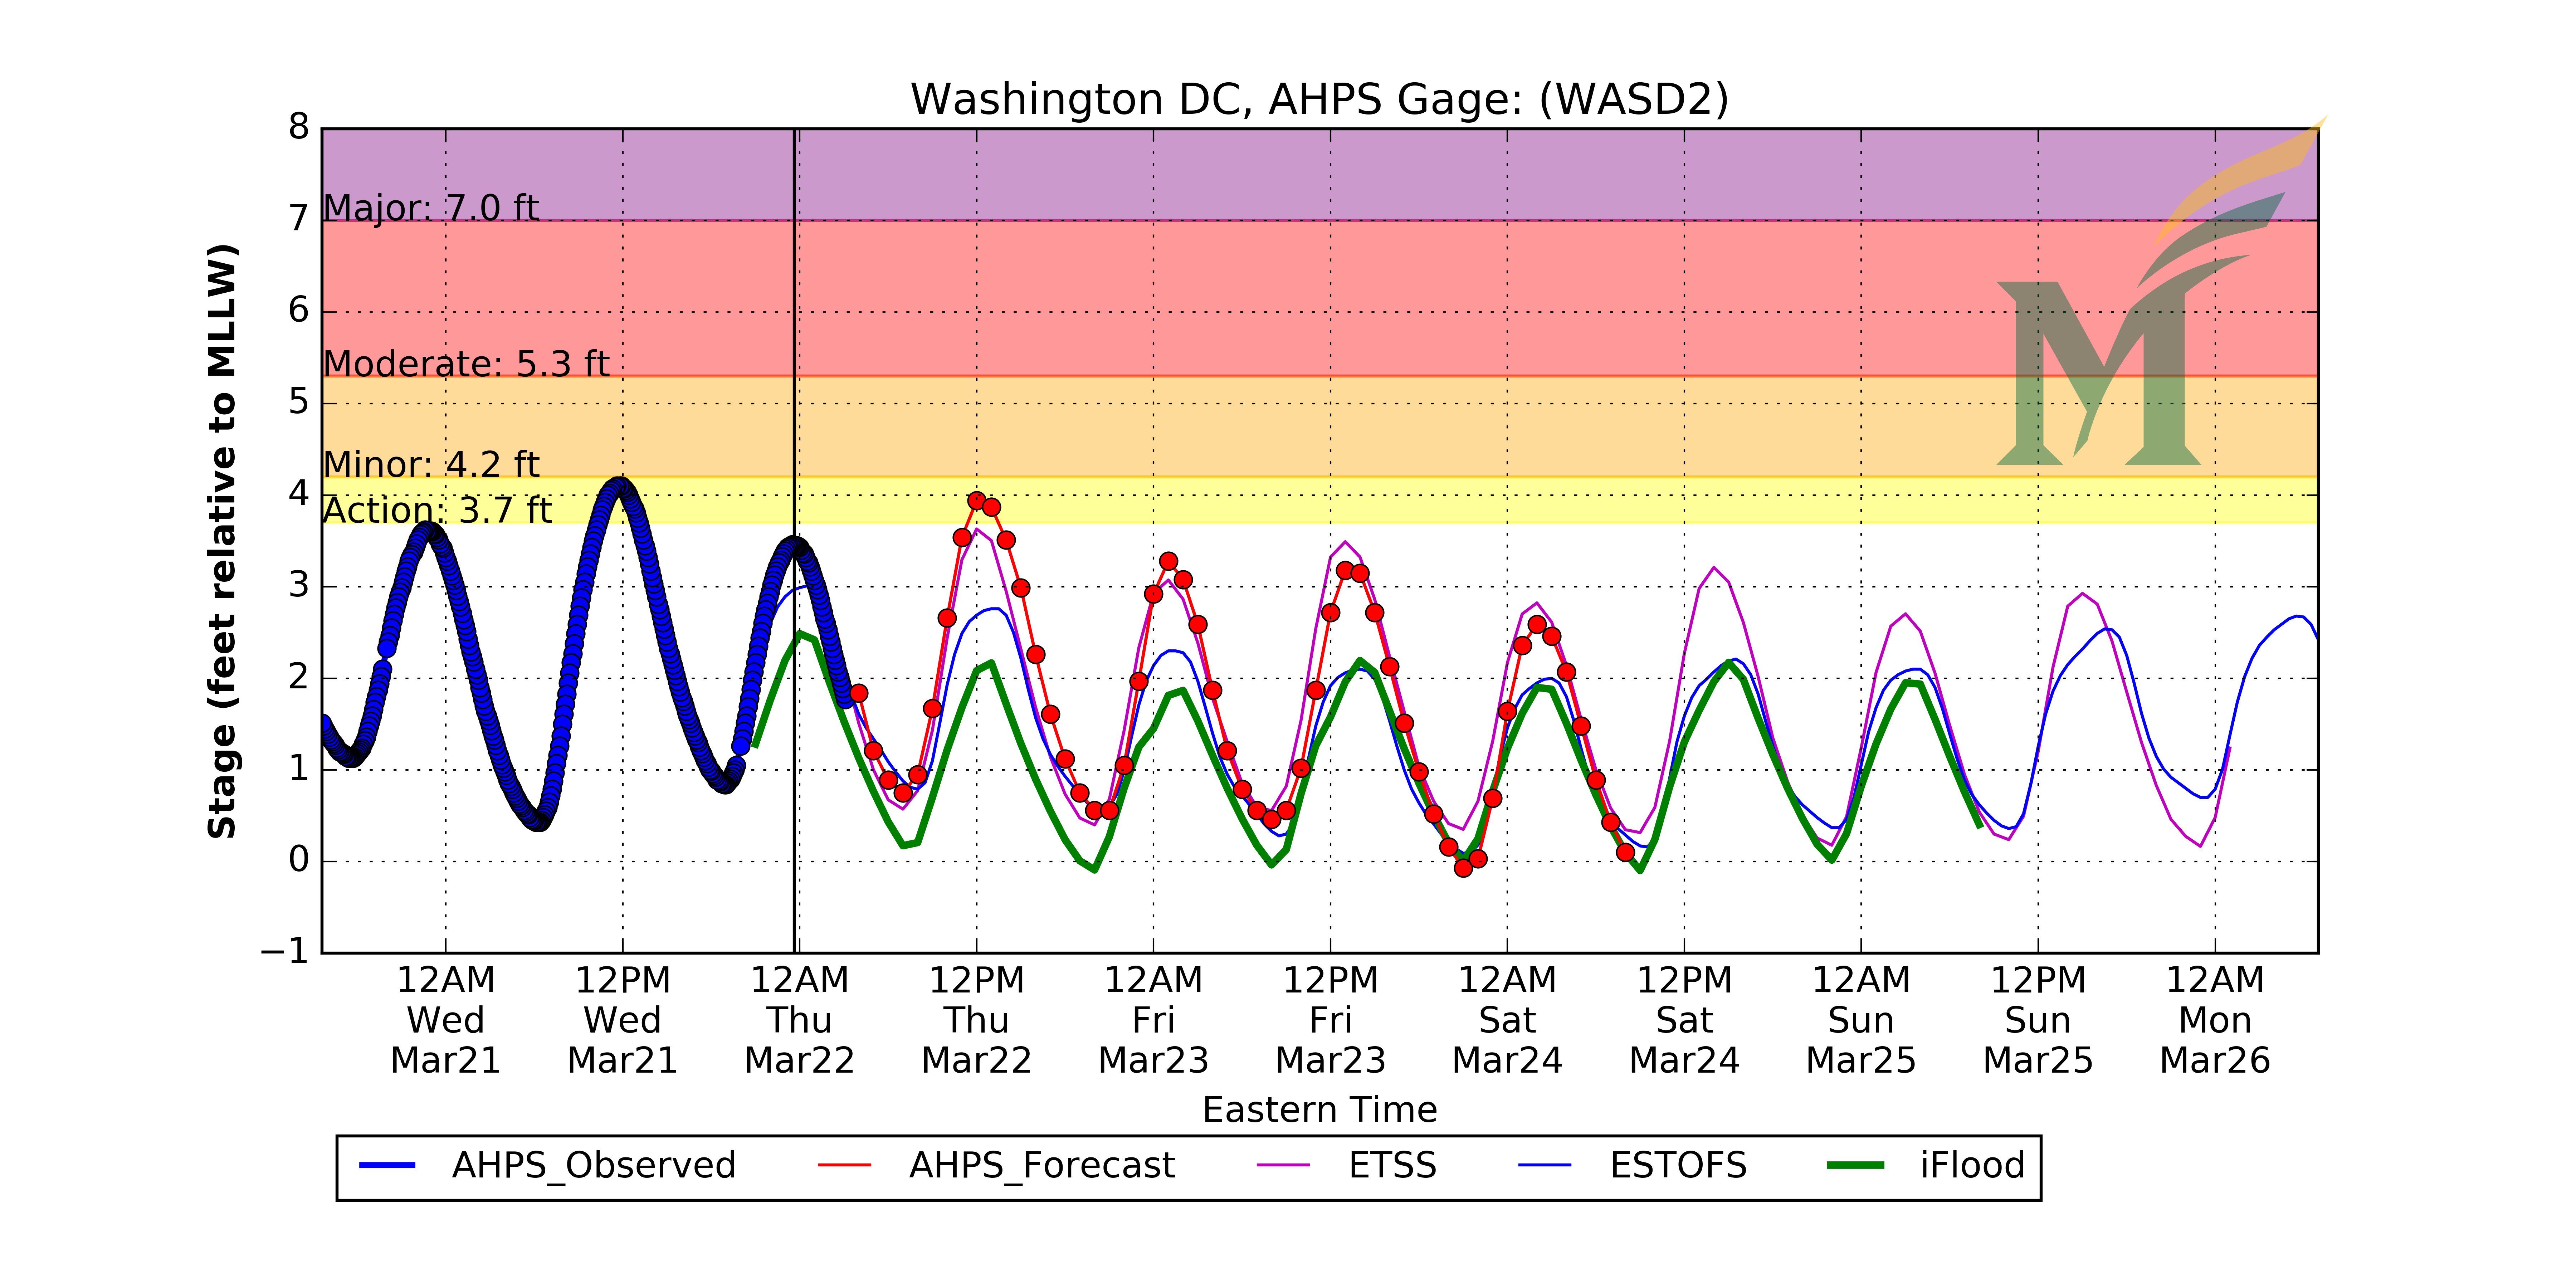 Washington DC, AHPS Gage: (WASD2)
Stage (feet relative to MLLW)
8
7
6
5
4
3
2
1
0
−1
Major: 7.0 ft
Moderate: 5.3 ft
Minor: 4.2 ft
Action: 3.7 ft
M
12AM Wed Mar21
12PM Wed Mar21
12AM Thu Mar22
12PM Thu Mar22
12AM Fri Mar23
12PM Fri Mar23
12AM Sat Mar24
12PM Sat Mar24
12AM Sun Mar25
12PM Sun Mar25
12AM Mon Mar26
Eastern Time
AHPS_Observed AHPS_Forecast ETSS ESTOFS iFlood